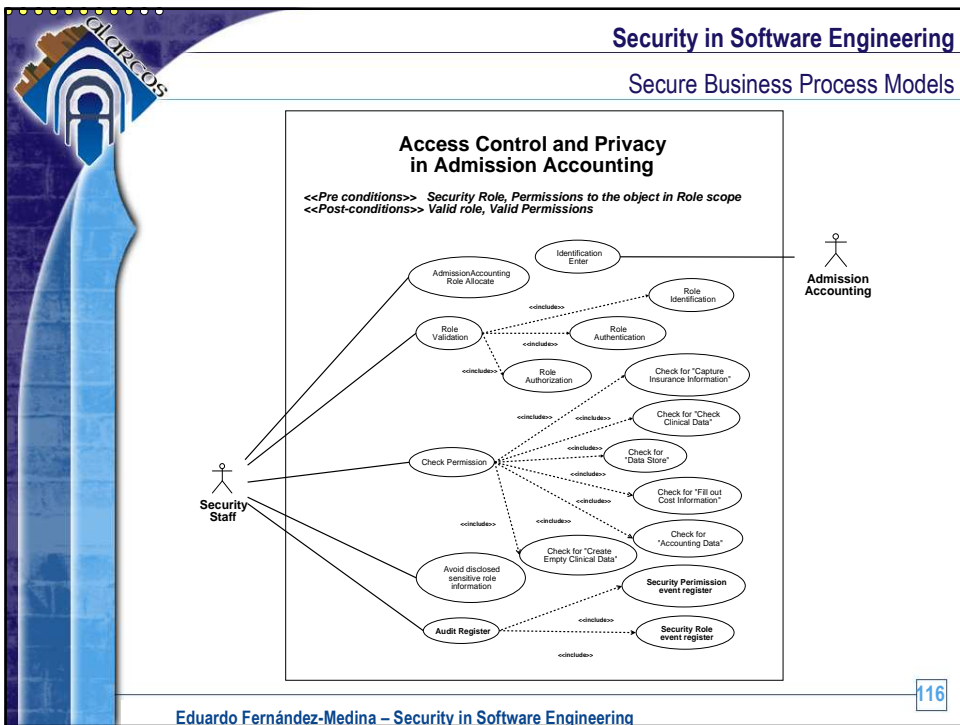 ALARCOS
Security in Software Engineering
Secure Business Process Models
Access Control and Privacy
in Admission Accounting
<<Pre conditions>> Security Role, Permissions to the object in Role scope
<<Post-conditions>> Valid role, Valid Permissions
Identification
Enter
Admission
Accounting
AdmissionAccounting
Role Allocate
Role
Identification
<<include>>
Role
Validation
Role
Authentication
<<include>>
<<include>>
Role
Authorization
Check for "Capture
Insurance Information"
<<include>>
<<include>>
Check for "Check
Clinical Data"
<<include>>
Check for
"Data Store"
Check Permission
<<include>>
Check for "Fill out
Cost Information"
Security
Staff
<<include>>
<<include>>
<<include>>
Check for
"Accounting Data"
Check for "Create
Empty Clinical Data"
Avoid disclosed
sensitive role
information
Security Perimission
event register
<<include>>
Audit Register
Security Role
event register
<<include>>
116
Eduardo Fernández-Medina – Security in Software Engineering